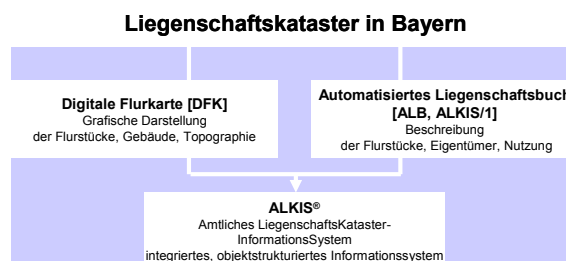 Liegenschaftskataster in Bayern
Digitale Flurkarte [DFK]
Grafische Darstellung
der Flurstücke, Gebäude, Topographie
Automatisiertes Liegenschaftsbuch
[ALB, ALKIS/1]
Beschreibung
der Flurstücke, Eigentümer, Nutzung
ALKIS®
Amtliches LiegenschaftsKataster-
InformationsSystem
integriertes, objektstrukturiertes Informationssystem